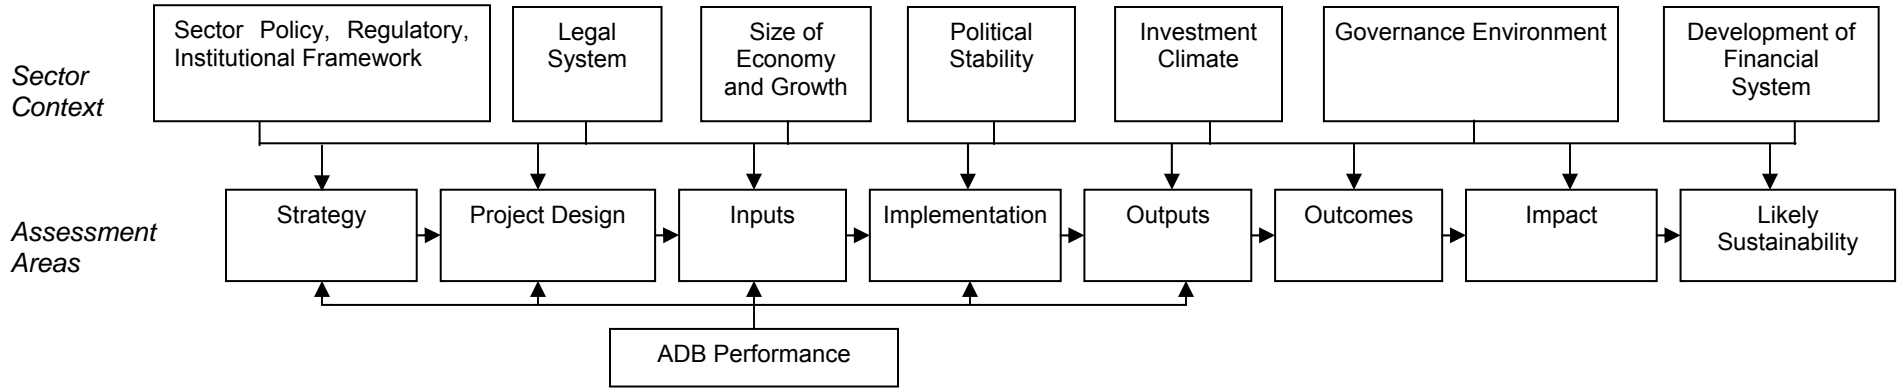 Sector Policy, Regulatory,
Institutional Framework
Legal
System
Size of
Economy
and Growth
Political
Stability
Investment
Climate
Governance Environment
Development of
Financial
System
Sector
Context
Strategy
Project Design
Inputs
Implementation
Outputs
Outcomes
Impact
Likely
Sustainability
Assessment
Areas
ADB Performance